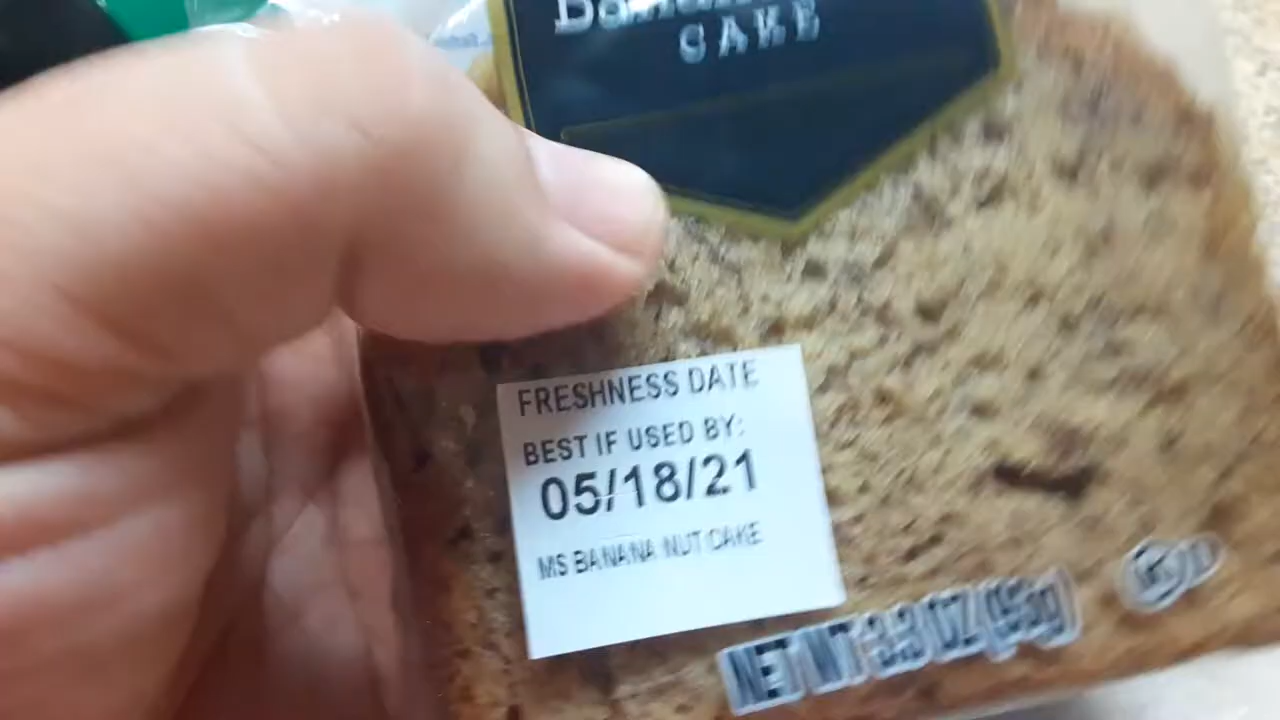 CAKE
FRESHNESS DATE
BEST IF USED BY:
05/18/21
MS BANANA NUT CAKE
NET WT 3.3 OZ (95g)